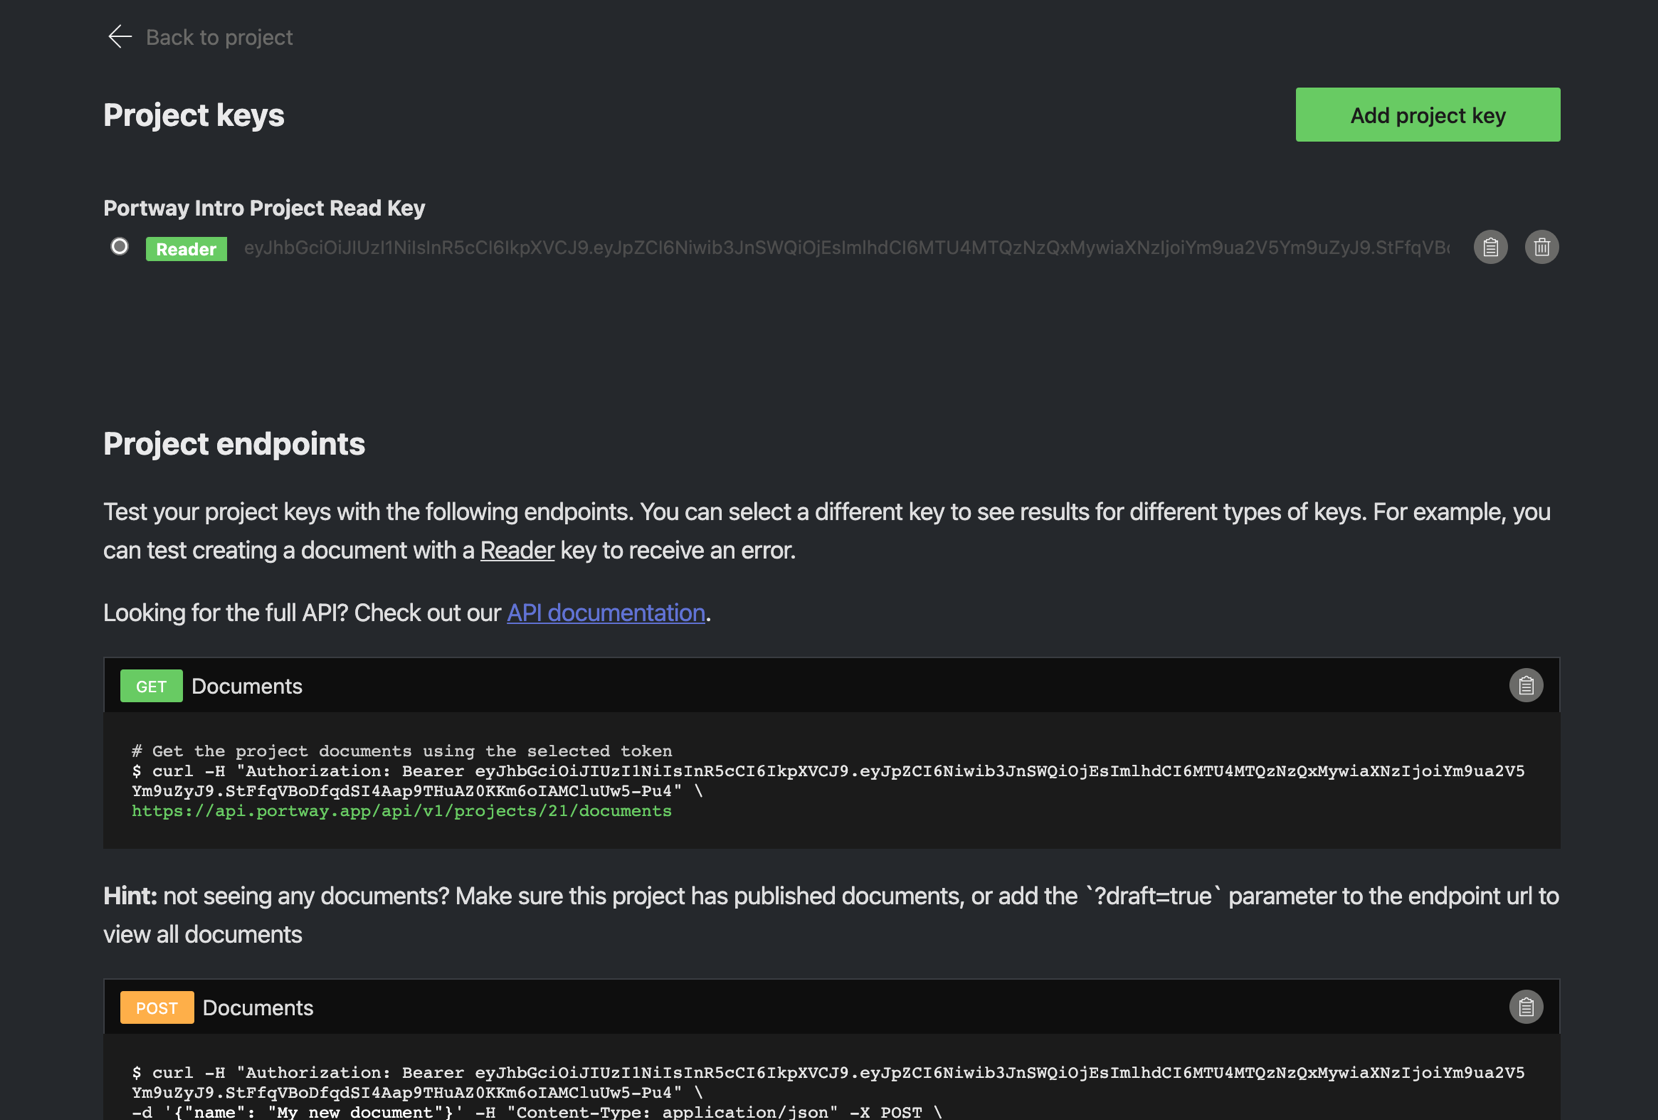 Back to project
Project keys
Add project key
Portway Intro Project Read Key
Reader eyJhbGciOiJIUzI1NiIsInR5cCI6IkpXVCJ9.eyJpZCI6Niwib3JnSWQiOjEsImlhdCI6MTU4MTQzNzQxMywiaXNzIjoiYm9ua2V5Ym9uZyJ9.StFfqVBo
Project endpoints
Test your project keys with the following endpoints. You can select a different key to see results for different types of keys. For example, you
can test creating a document with a Reader key to receive an error.
Looking for the full API? Check out our API documentation.
GET Documents
# Get the project documents using the selected token
$ curl -H "Authorization: Bearer eyJhbGciOiJIUzI1NiIsInR5cCI6IkpXVCJ9.eyJpZCI6Niwib3JnSWQiOjEsImlhdCI6MTU4MTQzNzQxMywiaXNzIjoiYm9ua2V5
Ym9uZyJ9.StFfqVBoDfqdSI4Aap9THuAZ0KKm6oIAMCluUw5-Pu4" \
https://api.portway.app/api/v1/projects/21/documents
Hint: not seeing any documents? Make sure this project has published documents, or add the `?draft=true` parameter to the endpoint url to
view all documents
POST Documents
$ curl -H "Authorization: Bearer eyJhbGciOiJIUzI1NiIsInR5cCI6IkpXVCJ9.eyJpZCI6Niwib3JnSWQiOjEsImlhdCI6MTU4MTQzNzQxMywiaXNzIjoiYm9ua2V5
Ym9uZyJ9.StFfqVBoDfqdSI4Aap9THuAZ0KKm6oIAMCluUw5-Pu4" \
-d '{"name": "My new document"}' -H "Content-Type: application/json" -X POST \